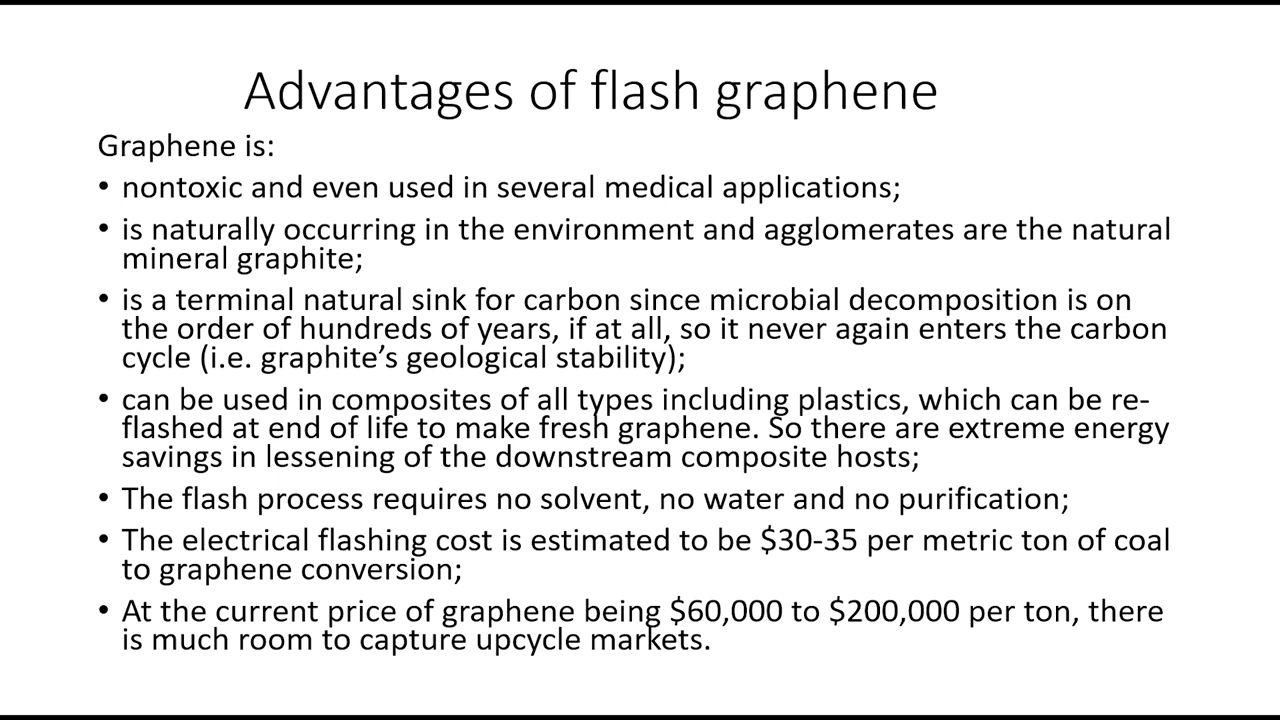 Advantages of flash graphene
Graphene is:
• nontoxic and even used in several medical applications;
• is naturally occurring in the environment and agglomerates are the natural
mineral graphite;
• is a terminal natural sink for carbon since microbial decomposition is on
the order of hundreds of years, if at all, so it never again enters the carbon
cycle (i.e. graphite’s geological stability);
• can be used in composites of all types including plastics, which can be re-
flashed at end of life to make fresh graphene. So there are extreme energy
savings in lessening of the downstream composite hosts;
• The flash process requires no solvent, no water and no purification;
• The electrical flashing cost is estimated to be $30-35 per metric ton of coal
to graphene conversion;
• At the current price of graphene being $60,000 to $200,000 per ton, there
is much room to capture upcycle markets.